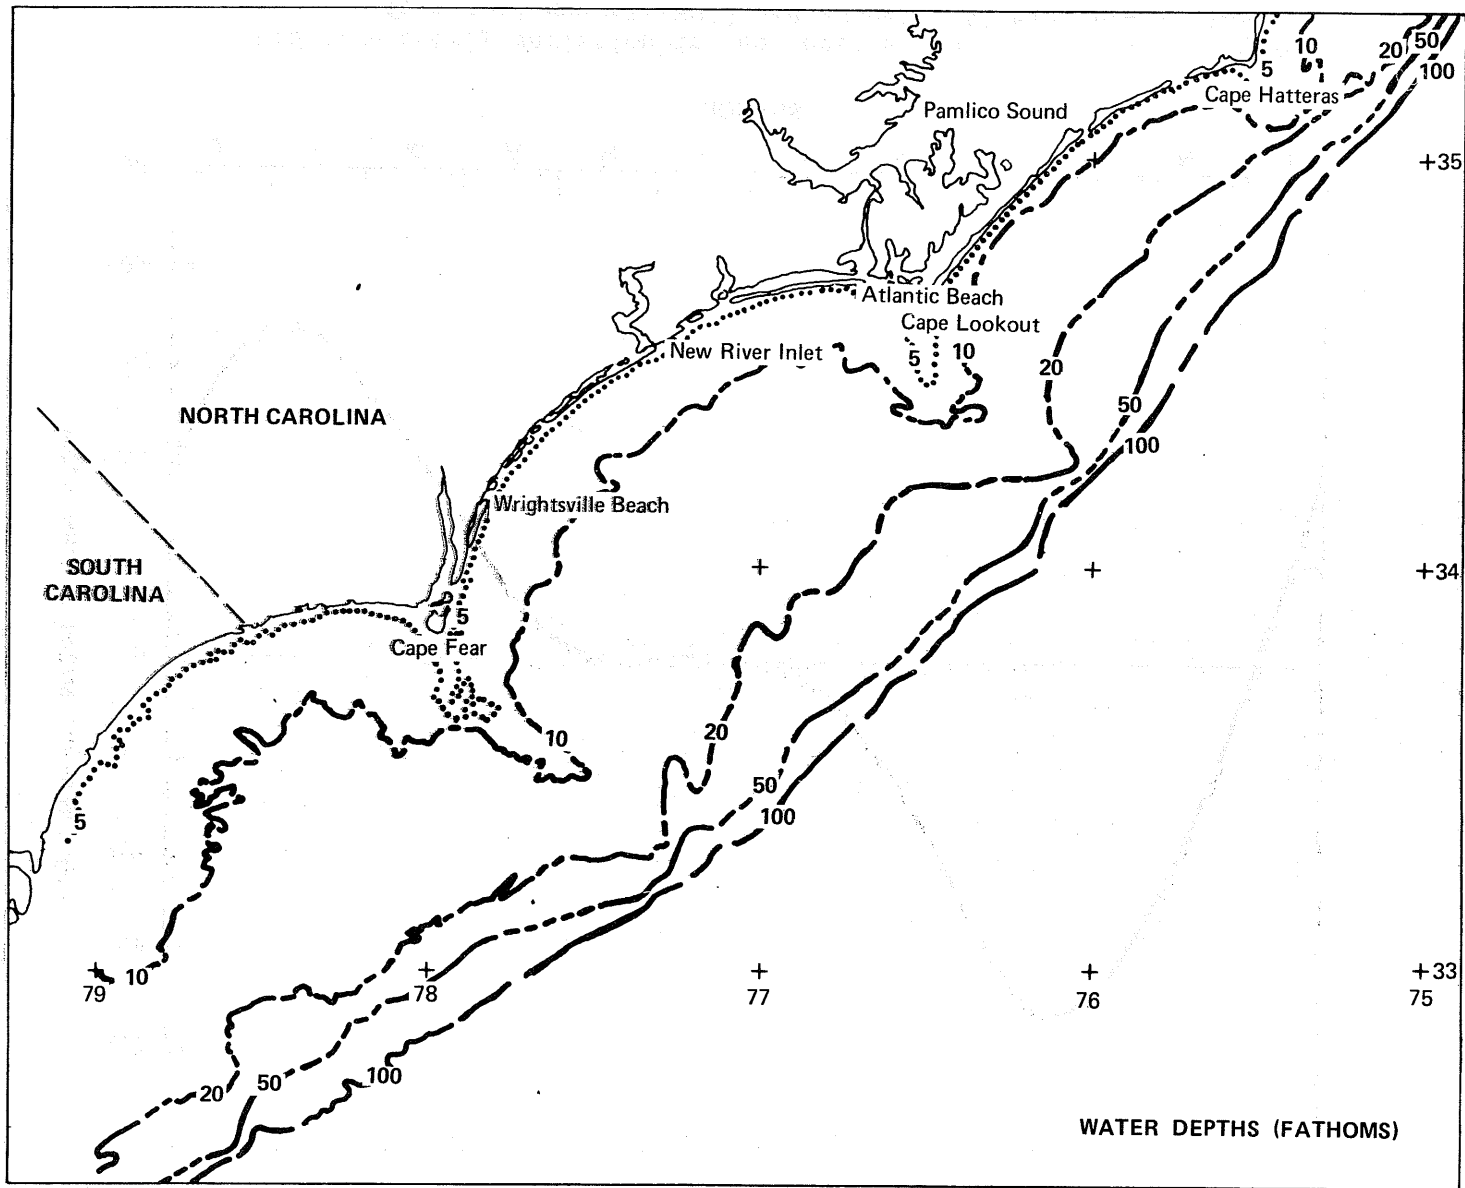 10
20
50
5
100
Cape Hatteras
Pamlico Sound
+35
Atlantic Beach
Cape Lookout
New River Inlet
5
10
20
50
100
NORTH CAROLINA
Wrightsville Beach
SOUTH
CAROLINA
+34
5
Cape Fear
10
20
50
100
5
10
79
78
77
76
+33
75
20
50
100
WATER DEPTHS (FATHOMS)